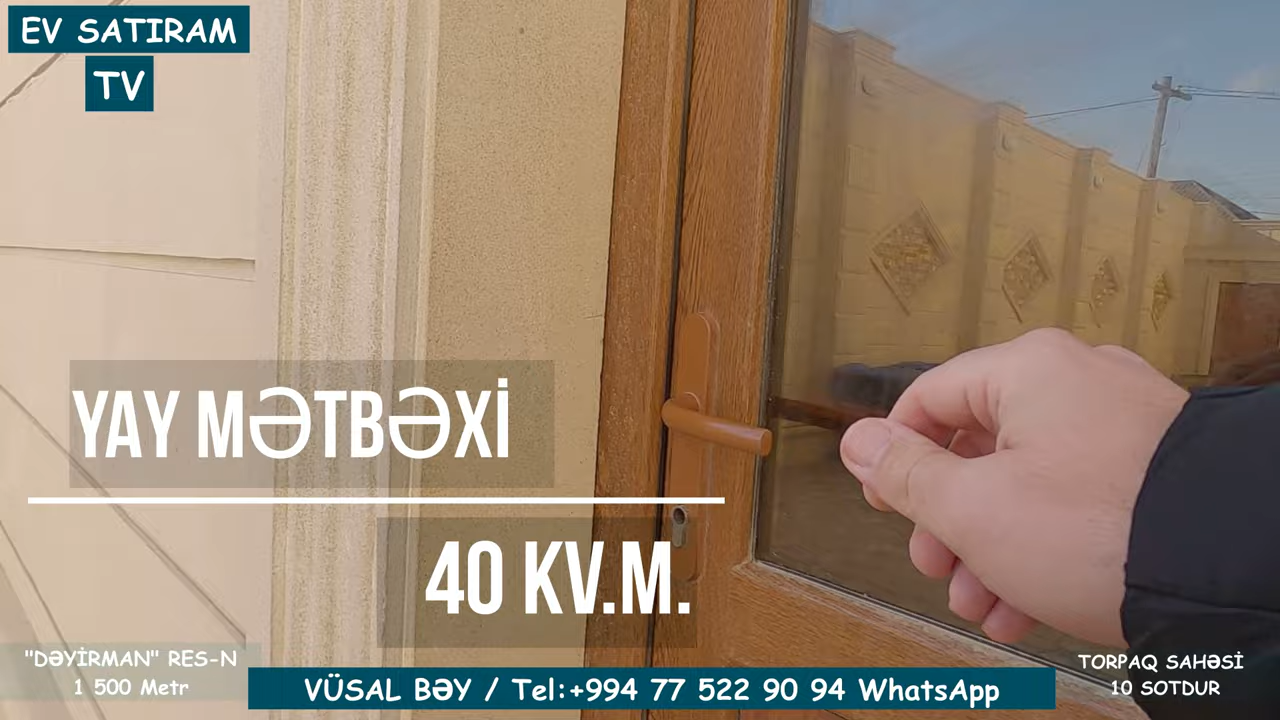 EV SATIRAM
TV
YAY MƏTBƏXİ
40 KV.M.
"DƏYİRMAN" RES-N
1 500 Metr
VÜSAL BƏY / Tel:+994 77 522 90 94 WhatsApp
TORPAQ SAHƏSİ
10 SOTDUR